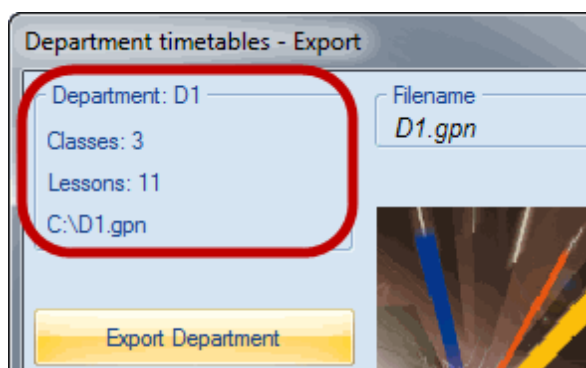 Department timetables - Export
Department: D1
Classes: 3
Lessons: 11
C:\D1.gpn
Filename
D1.gpn
Export Department